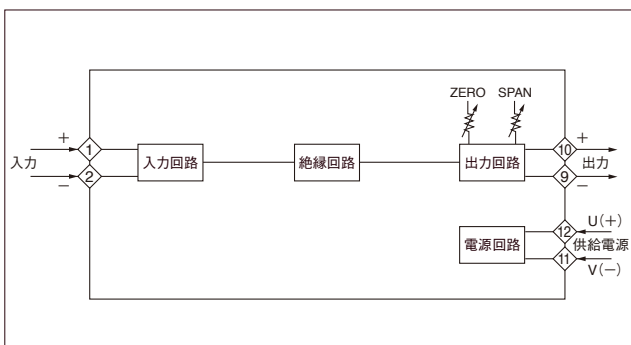 ZERO SPAN
+
1
入力
−
2
入力回路
絶縁回路
出力回路
+
10
出力
9
−
U(+)
12
電源回路
供給電源
11
V(−)